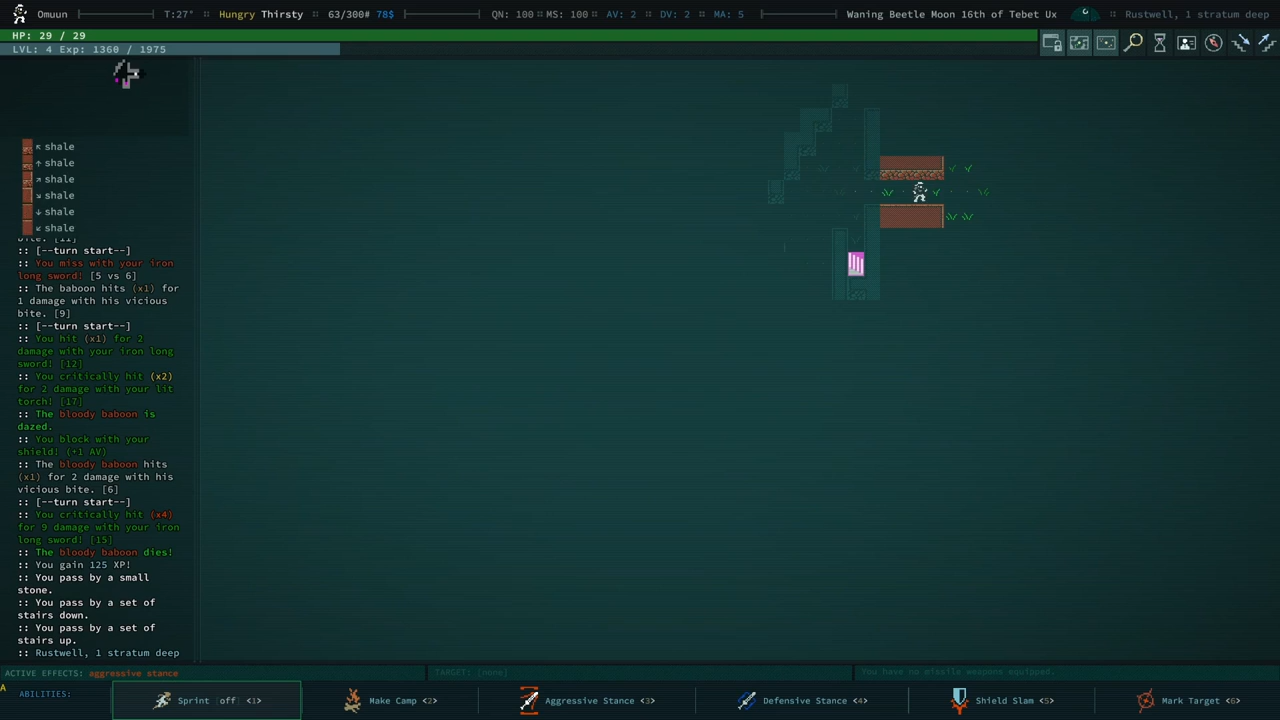 Omuun T:27° :: Hungry Thirsty :: 63/300# 78$ QN: 100 :: MS: 100 :: AV: 2 :: DV: 2 :: MA: 5 Waning Beetle Moon 16th of Tebet Ux :: Rustwell, 1 stratum deep
HP: 29 / 29
LVL: 4 Exp: 1360 / 1975
↖ shale
↑ shale
↗ shale
↘ shale
↓ shale
↙ shale
bite. [11]
:: [--turn start--]
:: You miss with your iron
long sword! [5 vs 6]
:: The baboon hits (x1) for
1 damage with his vicious
bite. [9]
:: [--turn start--]
:: You hit (x1) for 2
damage with your iron long
sword! [12]
:: You critically hit (x2)
for 2 damage with your lit
torch! [17]
:: The bloody baboon is
dazed.
:: You block with your
shield! (+1 AV)
:: The bloody baboon hits
(x1) for 2 damage with his
vicious bite. [6]
:: [--turn start--]
:: You critically hit (x4)
for 9 damage with your iron
long sword! [15]
:: The bloody baboon dies!
:: You gain 125 XP!
:: You pass by a small
stone.
:: You pass by a set of
stairs down.
:: You pass by a set of
stairs up.
:: Rustwell, 1 stratum deep
ACTIVE EFFECTS: aggressive stance TARGET: [none] You have no missile weapons equipped.
A
ABILITIES: Sprint [off] <1> Make Camp <2> Aggressive Stance <3> Defensive Stance <4> Shield Slam <5> Mark Target <6>